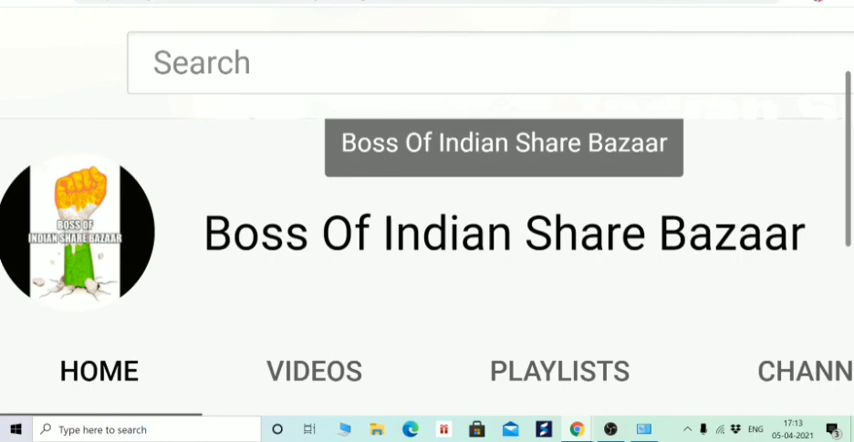 Search
Boss Of Indian Share Bazaar
BOSS OF
INDIAN SHARE BAZAAR
Boss Of Indian Share Bazaar
HOME VIDEOS PLAYLISTS CHANN
Type here to search
ENG
17:13
05-04-2021
3